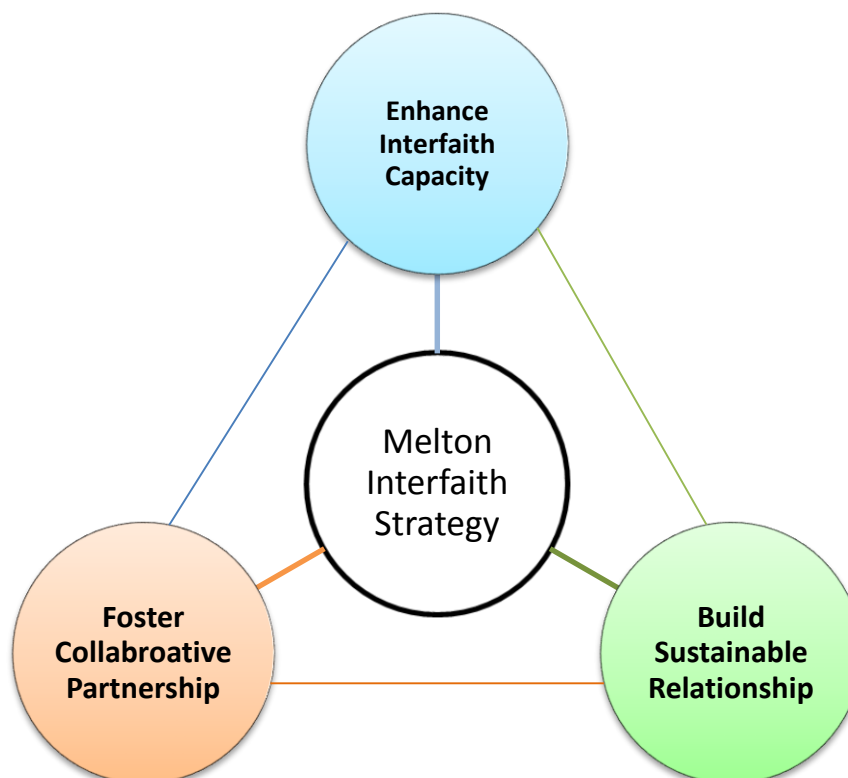 Enhance
Interfaith
Capacity
Melton
Interfaith
Strategy
Foster
Collabroative
Partnership
Build
Sustainable
Relationship